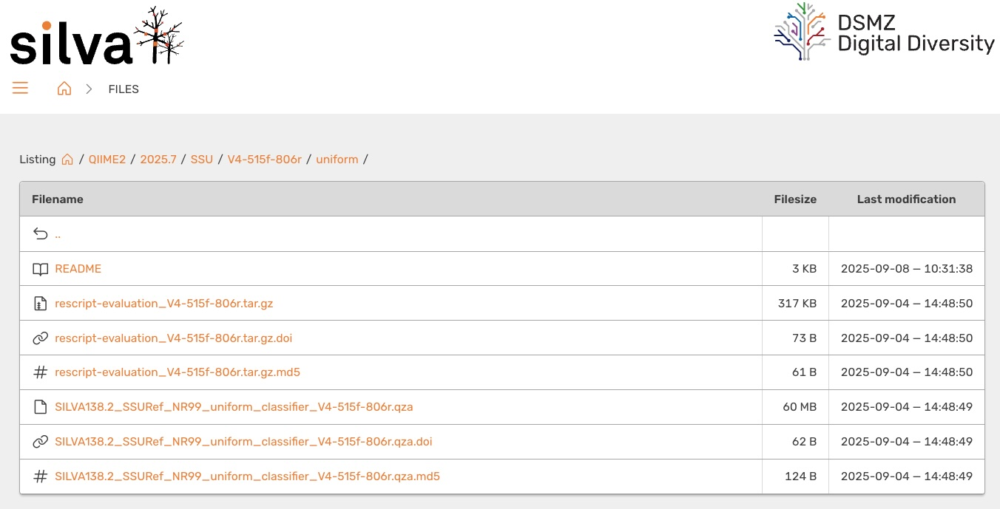 silva
DSMZ
Digital Diversity
FILES
Listing / QIIME2 / 2025.7 / SSU / V4-515f-806r / uniform /
Filename Filesize Last modification
..
README 3 KB 2025-09-08 — 10:31:38
rescript-evaluation_V4-515f-806r.tar.gz 317 KB 2025-09-04 — 14:48:50
rescript-evaluation_V4-515f-806r.tar.gz.doi 73 B 2025-09-04 — 14:48:50
rescript-evaluation_V4-515f-806r.tar.gz.md5 61 B 2025-09-04 — 14:48:50
SILVA138.2_SSURef_NR99_uniform_classifier_V4-515f-806r.qza 60 MB 2025-09-04 — 14:48:49
SILVA138.2_SSURef_NR99_uniform_classifier_V4-515f-806r.qza.doi 62 B 2025-09-04 — 14:48:49
SILVA138.2_SSURef_NR99_uniform_classifier_V4-515f-806r.qza.md5 124 B 2025-09-04 — 14:48:49